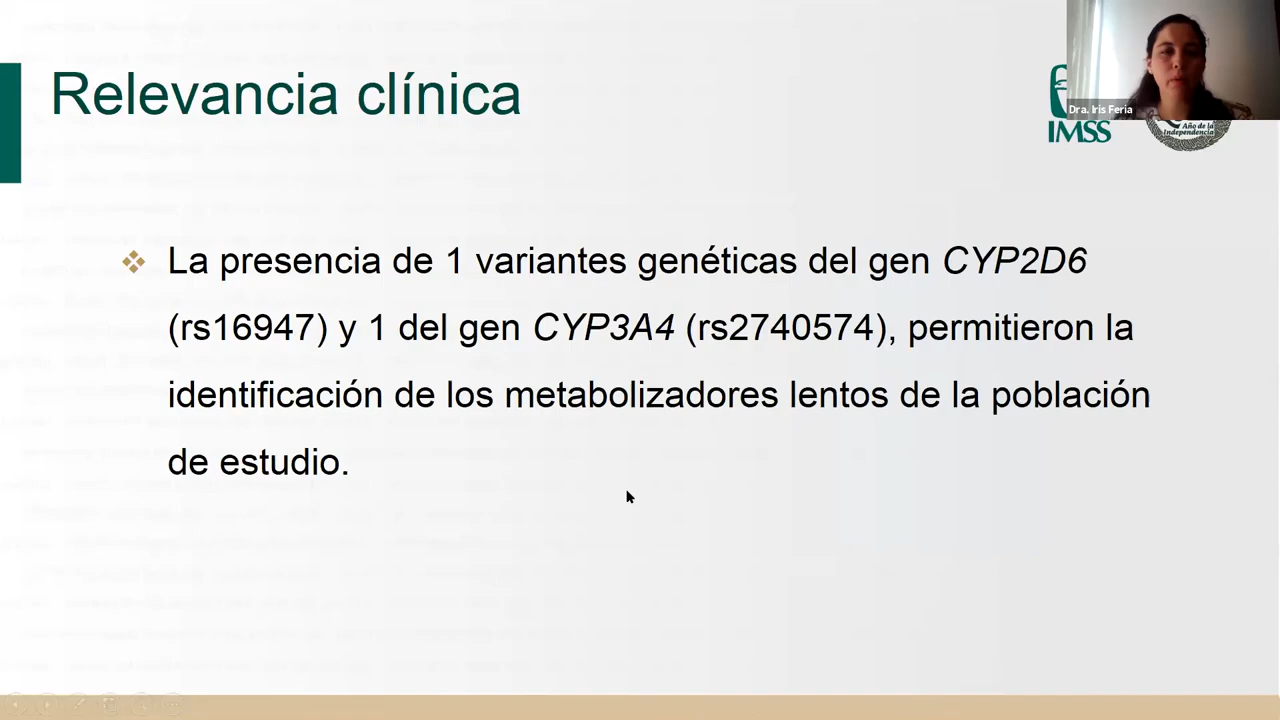 Relevancia clínica
Dra. Iris Feria
IMSS
Año de la
Independencia
La presencia de 1 variantes genéticas del gen CYP2D6
(rs16947) y 1 del gen CYP3A4 (rs2740574), permitieron la
identificación de los metabolizadores lentos de la población
de estudio.